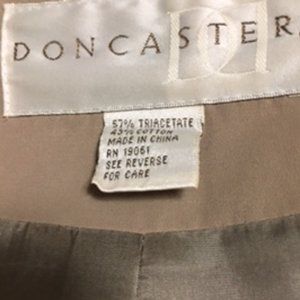 DONCASTER.
57% TRIACETATE
43% COTTON
MADE IN CHINA
RN 19061
SEE REVERSE
FOR CARE